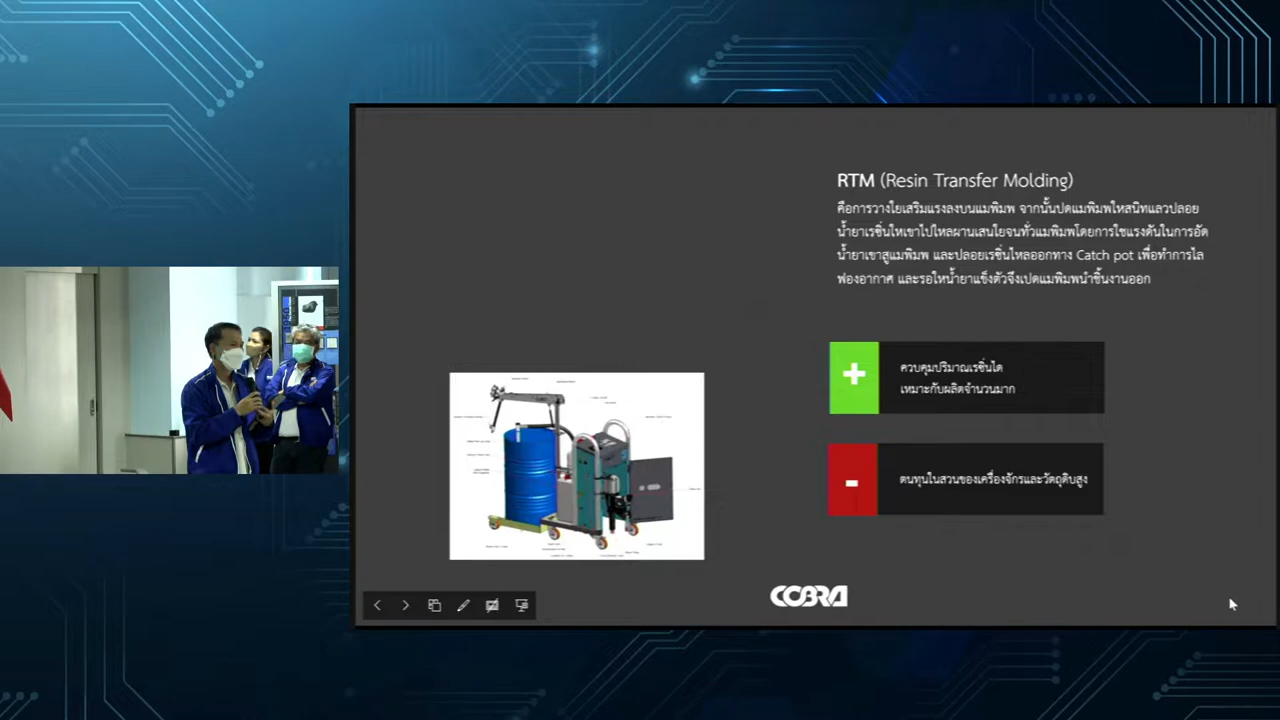 RTM (Resin Transfer Molding)
คือการวางใยเสริมแรงลงบนแมพิมพ จากนั้นปดแมพิมพใหสนิทแลวปลอย
น้ำยาเรซิ่นใหเขาไปไหลผานเสนใยจนทั่วแมพิมพโดยการใชแรงดันในการอัด
น้ำยาเขาสูแมพิมพ และปลอยเรซิ่นไหลออกทาง Catch pot เพื่อทำการไล
ฟองอากาศ และรอใหน้ำยาแข็งตัวจึงเปดแมพิมพนำชิ้นงานออก
+
ควบคุมปริมาณเรซิ่นได
เหมาะกับผลิตจำนวนมาก
-
ตนทุนในสวนของเครื่องจักรและวัตถุดิบสูง
COBRA
1950